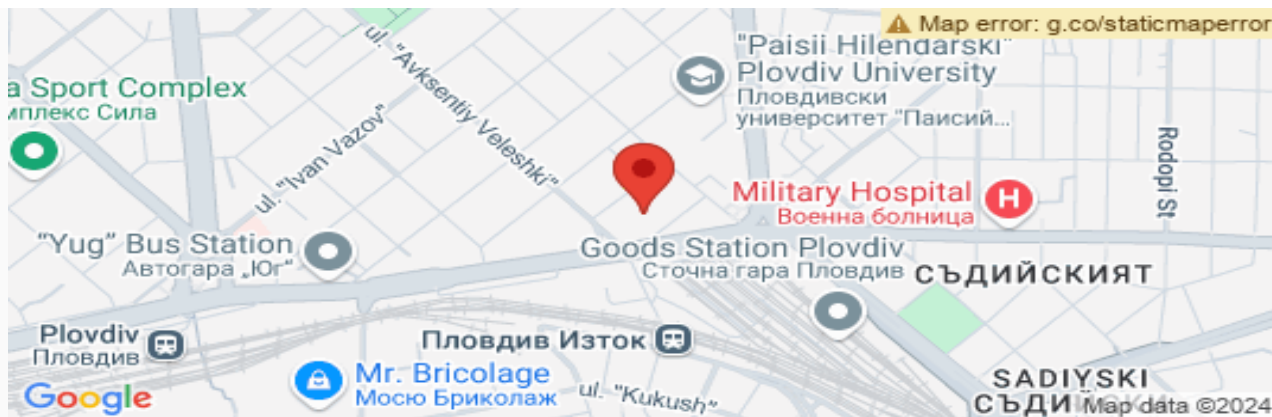 Map error: g.co/staticmaperror
ul. "Avksentiy Veleshki"
"Paisii Hilendarski"
Plovdiv University
Пловдивски
университет "Паисий...
a Sport Complex
мплекс Сила
ul. "Ivan Vazov"
Rodopi St
Military Hospital
Военна болница
H
"Yug" Bus Station
Автогара „Юг“
Goods Station Plovdiv
Сточна гара Пловдив
СЪДИЙСКИЯТ
Plovdiv
Пловдив
Пловдив Изток
Mr. Bricolage
Мосю Бриколаж
ul. "Kukush"
SADIYSKI
Google
Map data ©2024